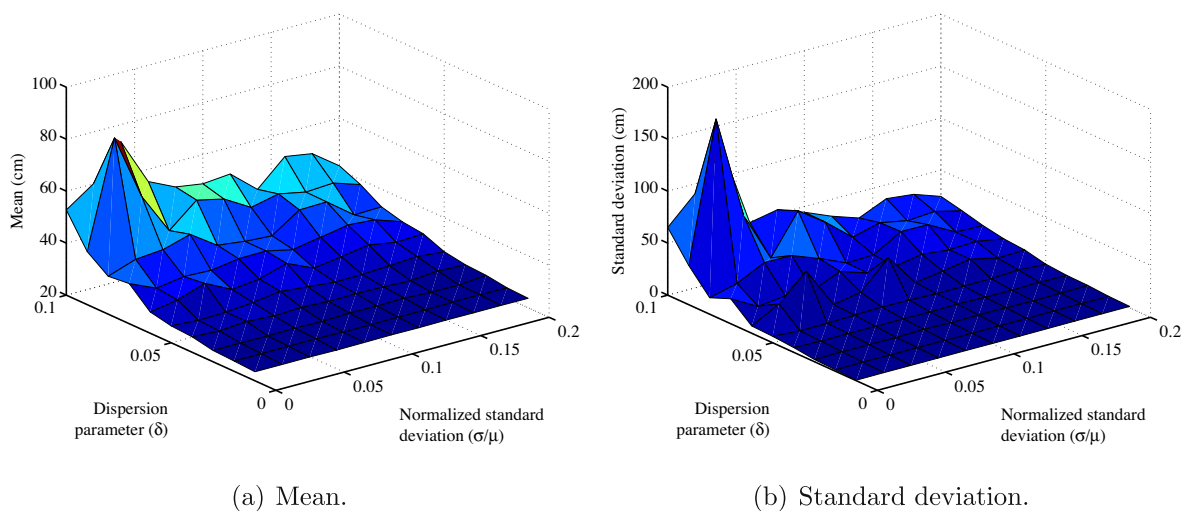 100
80
60
40
20
Mean (cm)
0.1
0.05
0
0
0.05
0.1
0.15
0.2
Dispersion
parameter (δ)
Normalized standard
deviation (σ/μ)
(a) Mean.
200
150
100
50
0
Standard deviation (cm)
0.1
0.05
0
0
0.05
0.1
0.15
0.2
Dispersion
parameter (δ)
Normalized standard
deviation (σ/μ)
(b) Standard deviation.